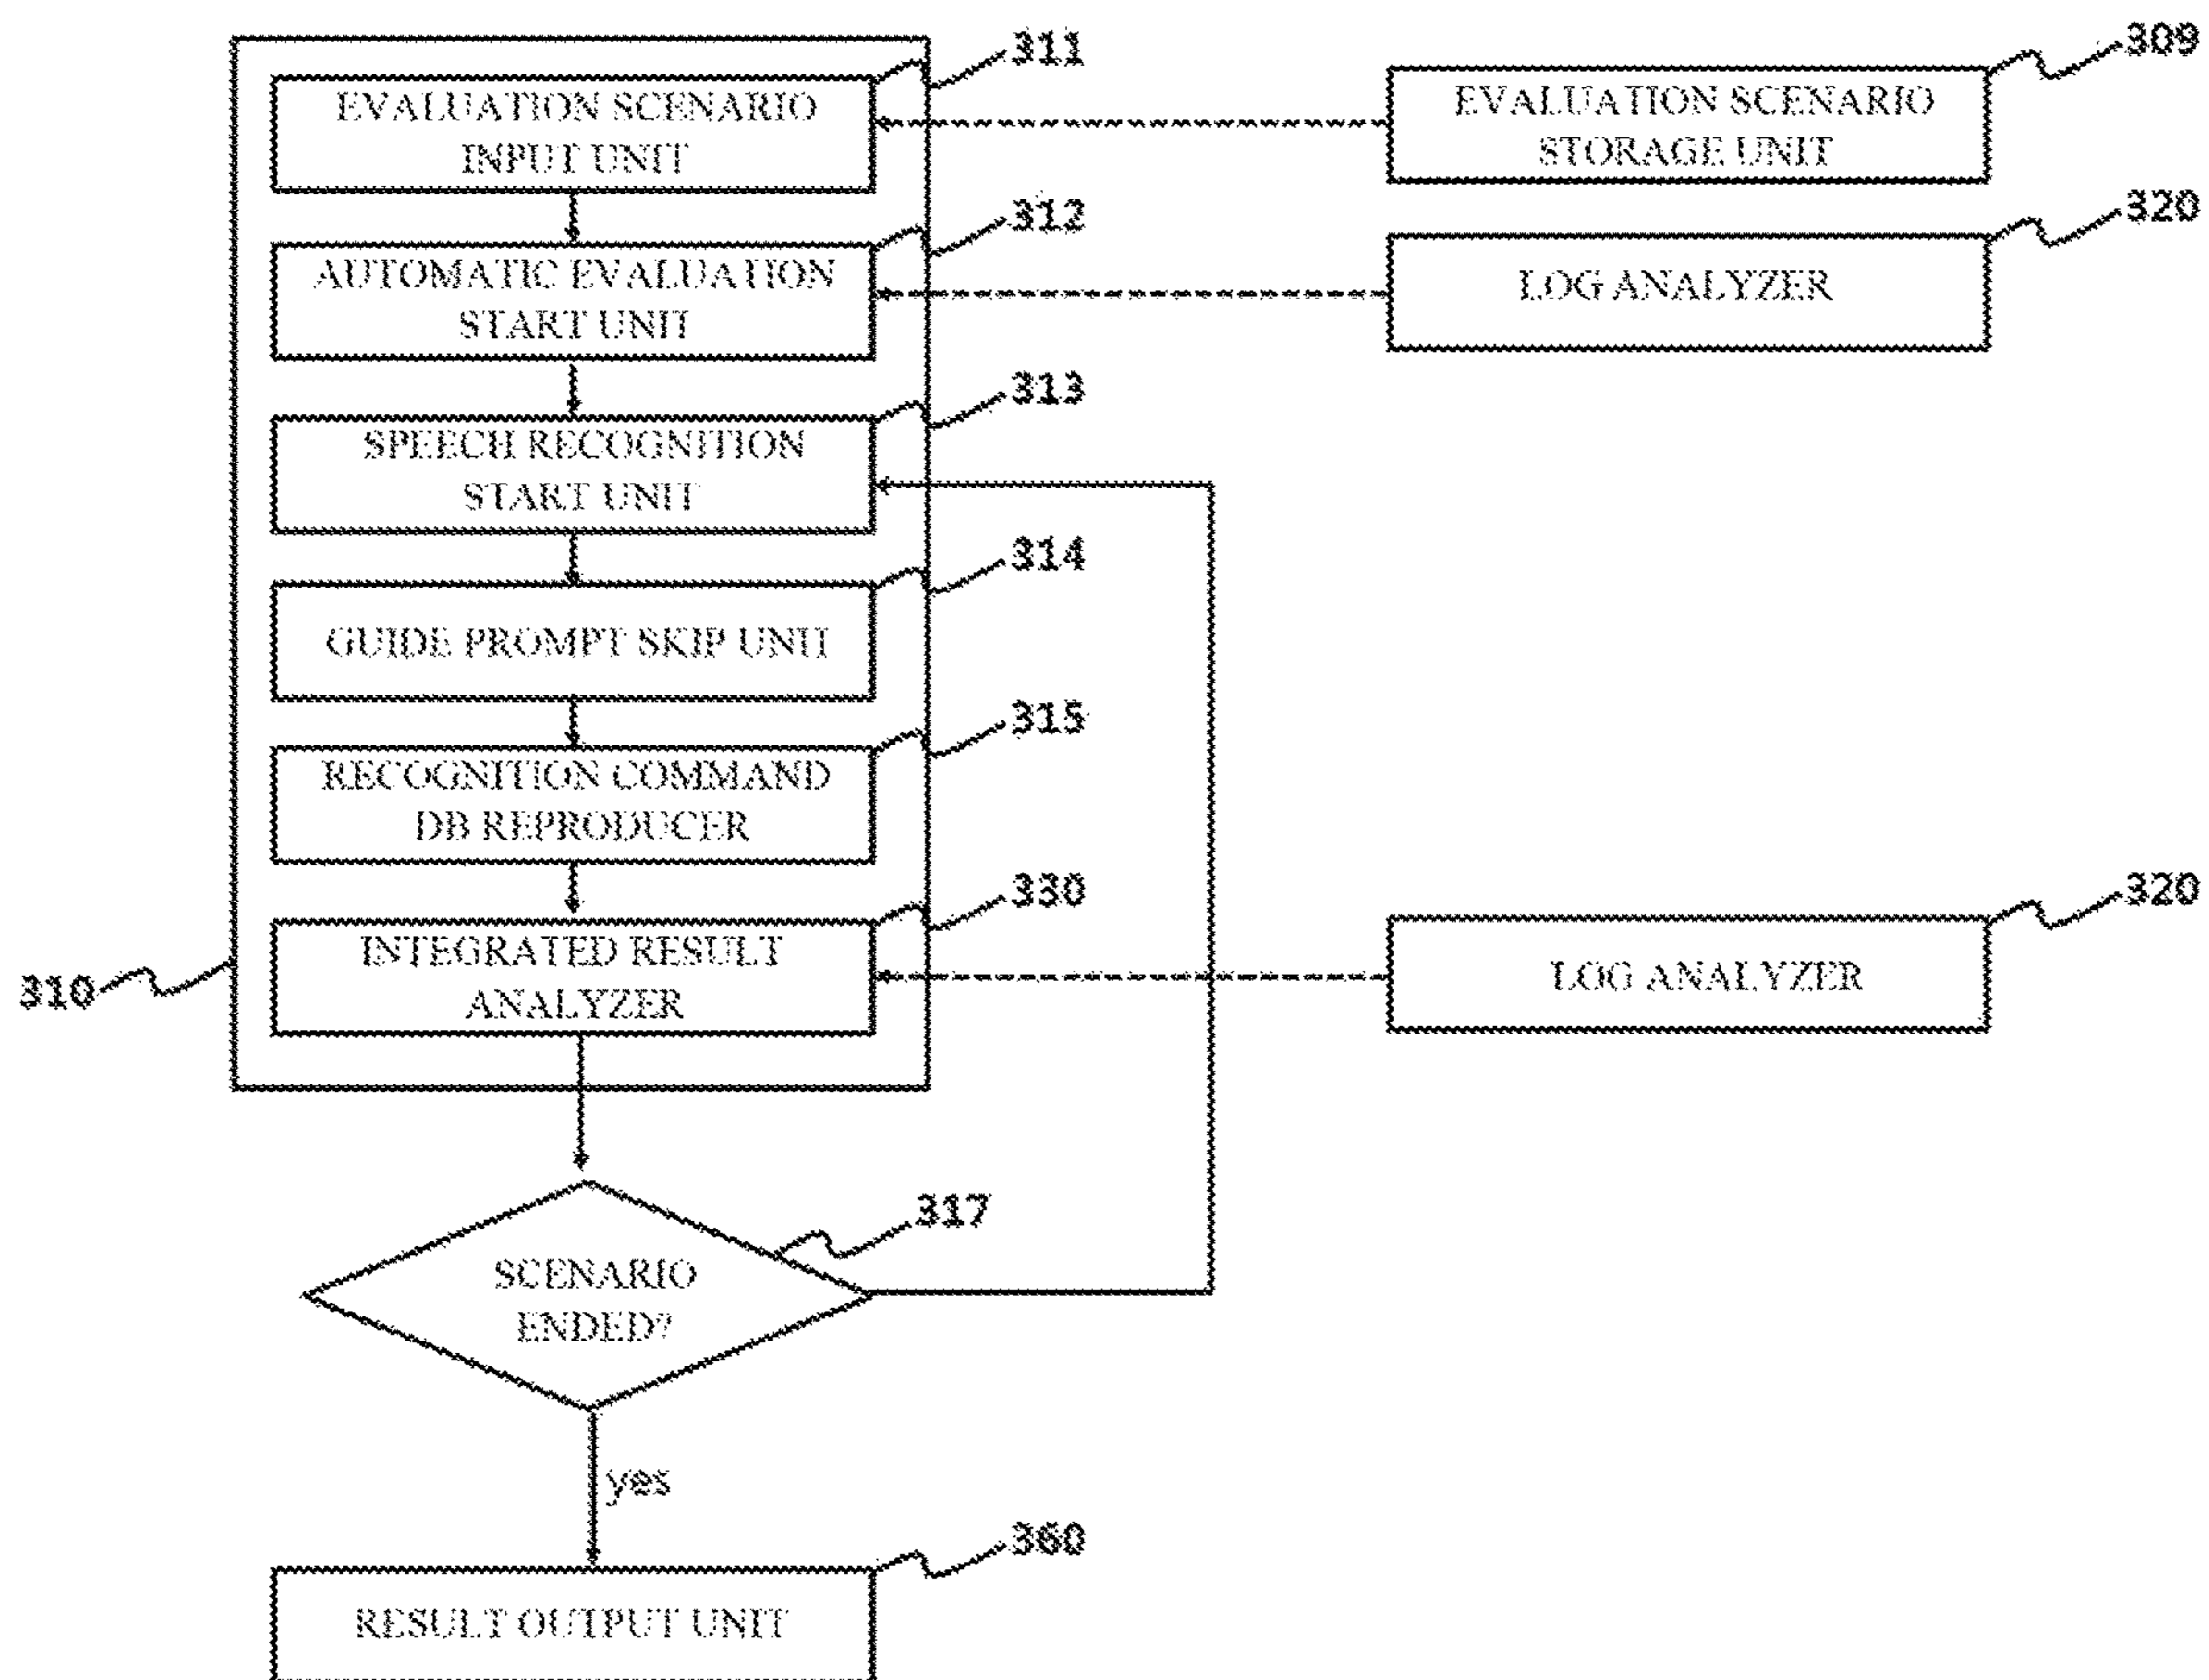 311
EVALUATION SCENARIO
INPUT UNIT
309
EVALUATION SCENARIO
STORAGE UNIT
312
AUTOMATIC EVALUATION
START UNIT
320
LOG ANALYZER
313
SPEECH RECOGNITION
START UNIT
314
GUIDE PROMPT SKIP UNIT
315
RECOGNITION COMMAND
DB REPRODUCER
330
INTEGRATED RESULT
ANALYZER
310
320
LOG ANALYZER
317
SCENARIO
ENDED?
yes
360
RESULT OUTPUT UNIT